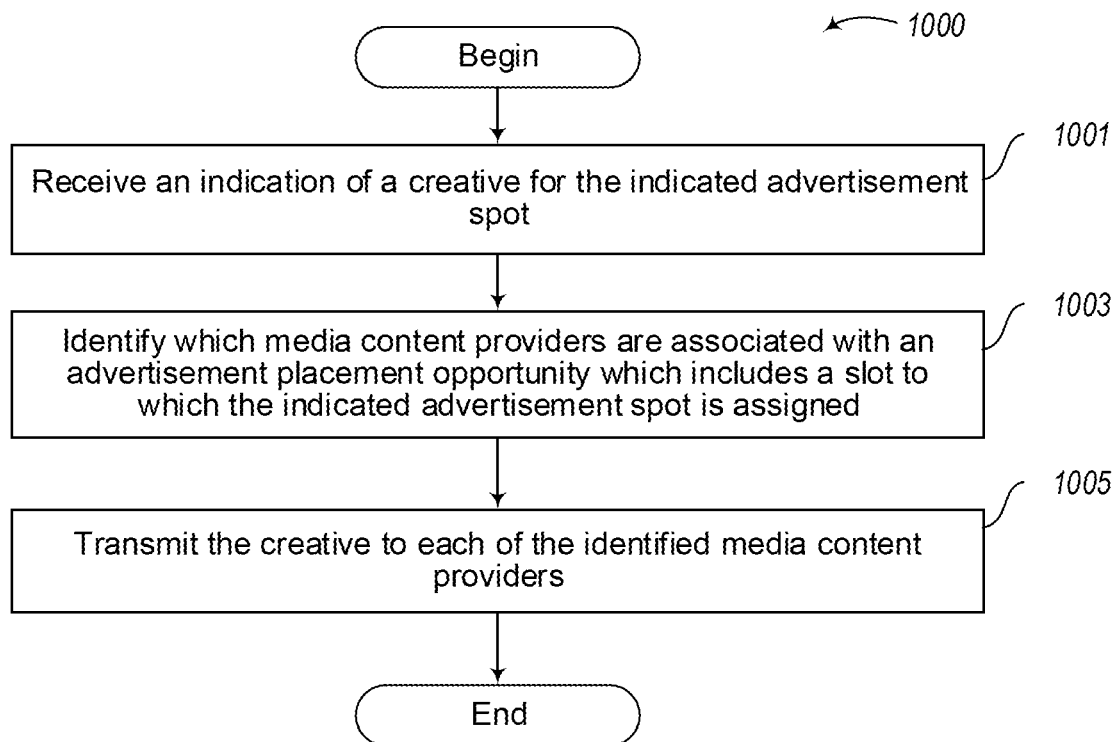 1000
Begin
1001
Receive an indication of a creative for the indicated advertisement
spot
1003
Identify which media content providers are associated with an
advertisement placement opportunity which includes a slot to
which the indicated advertisement spot is assigned
1005
Transmit the creative to each of the identified media content
providers
End